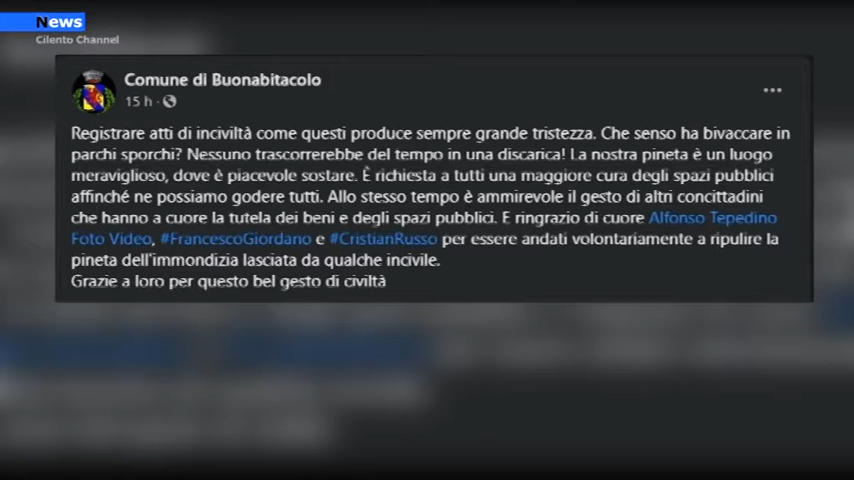 News
Cilento Channel
Comune di Buonabitacolo
15 h ·
Registrare atti di inciviltà come questi produce sempre grande tristezza. Che senso ha bivaccare in
parchi sporchi? Nessuno trascorrerebbe del tempo in una discarica! La nostra pineta è un luogo
meraviglioso, dove è piacevole sostare. È richiesta a tutti una maggiore cura degli spazi pubblici
affinché ne possiamo godere tutti. Allo stesso tempo è ammirevole il gesto di altri concittadini
che hanno a cuore la tutela dei beni e degli spazi pubblici. E ringrazio di cuore Alfonso Tepedino
Foto Video, #FrancescoGiordano e #CristianRusso per essere andati volontariamente a ripulire la
pineta dell'immondizia lasciata da qualche incivile.
Grazie a loro per questo bel gesto di civiltà